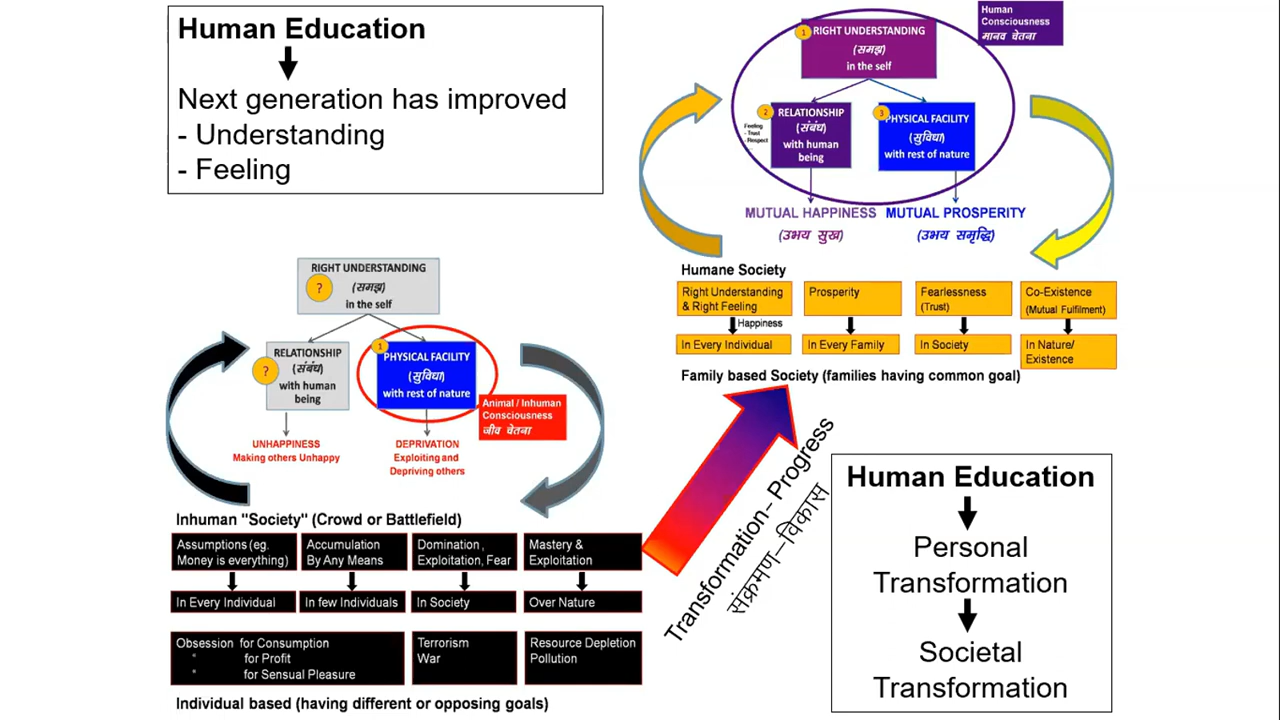 Human Education
Next generation has improved
- Understanding
- Feeling
Human
Consciousness
मानव चेतना
1
RIGHT UNDERSTANDING
(समझ)
in the self
2
RELATIONSHIP
(संबंध)
with human
being
Feeling
- Trust
- Respect
3
PHYSICAL FACILITY
(सुविधा)
with rest of nature
MUTUAL HAPPINESS
(उभय सुख)
MUTUAL PROSPERITY
(उभय समृद्धि)
Humane Society
Right Understanding
& Right Feeling
Happiness
In Every Individual
Prosperity
In Every Family
Fearlessness
(Trust)
In Society
Co-Existence
(Mutual Fulfilment)
In Nature/
Existence
Family based Society (families having common goal)
RIGHT UNDERSTANDING
?
(समझ)
in the self
?
RELATIONSHIP
(संबंध)
with human
being
1
PHYSICAL FACILITY
(सुविधा)
with rest of nature
Animal / Inhuman
Consciousness
जीव चेतना
UNHAPPINESS
Making others Unhappy
DEPRIVATION
Exploiting and
Depriving others
Inhuman "Society" (Crowd or Battlefield)
Assumptions (eg.
Money is everything)
In Every Individual
Accumulation
By Any Means
In few Individuals
Domination ,
Exploitation, Fear
In Society
Mastery &
Exploitation
Over Nature
Obsession for Consumption
" for Profit
" for Sensual Pleasure
Terrorism
War
Resource Depletion
Pollution
Individual based (having different or opposing goals)
Transformation- Progress
संक्रमण-विकास
Human Education
Personal
Transformation
Societal
Transformation